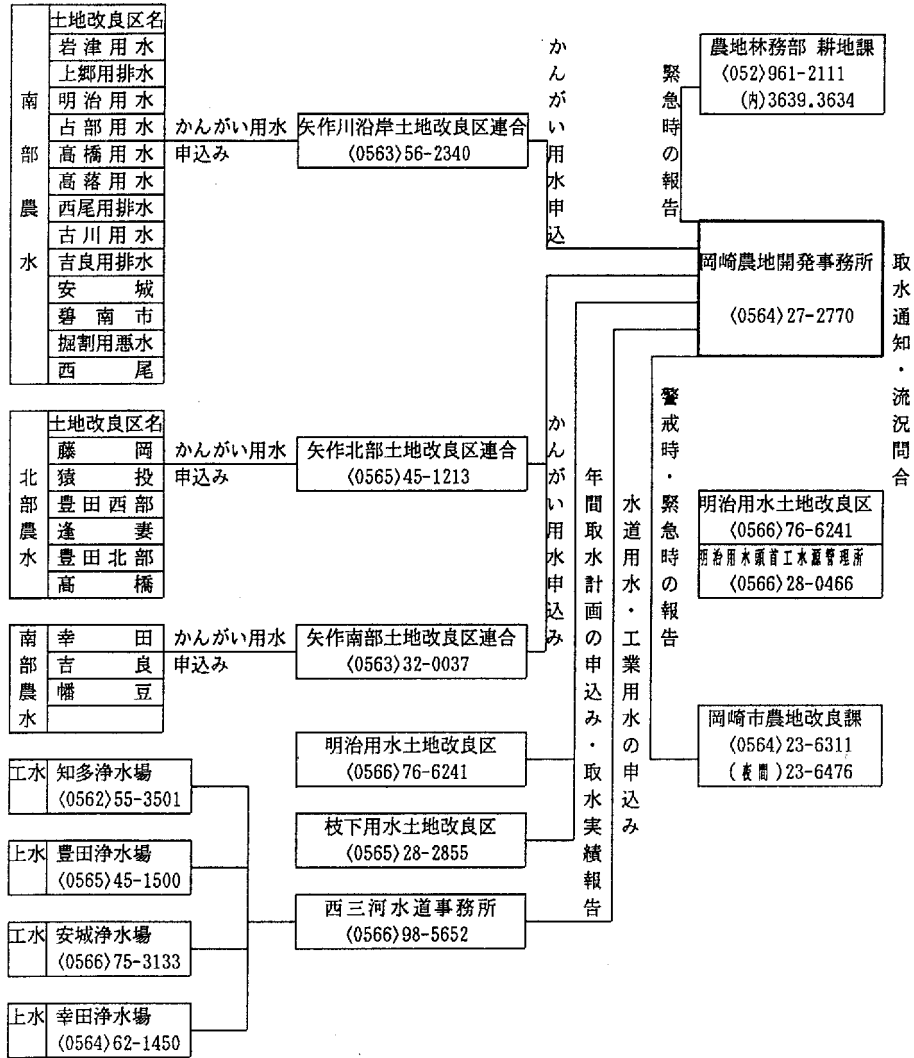 南部農水
土地改良区名
岩津用水
上郷用排水
明治用水
占部用水
高橋用水
高落用水
西尾用排水
古川用水
吉良用排水
安城
碧南市
掘割用悪水
西尾
かんがい用水
申込み
矢作川沿岸土地改良区連合
(0563)56-2340
かんがい用水申込
緊急時の報告
農地林務部 耕地課
(052)961-2111
(内)3639.3634
岡崎農地開発事務所
(0564)27-2770
取水通知・流況問合
北部農水
土地改良区名
藤岡
猿投
豊田西部
逢妻
豊田北部
高橋
かんがい用水
申込み
矢作北部土地改良区連合
(0565)45-1213
かんがい用水申込み
年間取水計画の申込み・取水実績報告
水道用水・工業用水の申込み
警戒時・緊急時の報告
明治用水土地改良区
(0566)76-6241
明治用水頭首工水源管理所
(0566)28-0466
南部農水
幸田
吉良
幡豆
かんがい用水
申込み
矢作南部土地改良区連合
(0563)32-0037
岡崎市農地改良課
(0564)23-6311
(夜間)23-6476
明治用水土地改良区
(0566)76-6241
枝下用水土地改良区
(0565)28-2855
西三河水道事務所
(0566)98-5652
工水 知多浄水場
(0562)55-3501
上水 豊田浄水場
(0565)45-1500
工水 安城浄水場
(0566)75-3133
上水 幸田浄水場
(0564)62-1450